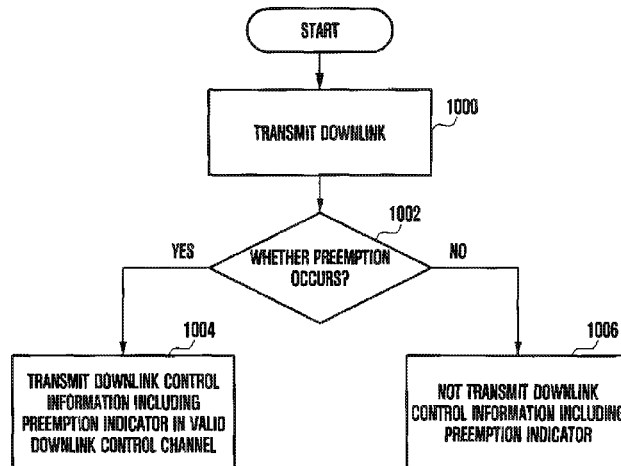 START
1000
TRANSMIT DOWNLINK
1002
YES
WHETHER PREEMPTION
OCCURS?
NO
1004
TRANSMIT DOWNLINK CONTROL
INFORMATION INCLUDING
PREEMPTION INDICATOR IN VALID
DOWNLINK CONTROL CHANNEL
1006
NOT TRANSMIT DOWNLINK
CONTROL INFORMATION INCLUDING
PREEMPTION INDICATOR